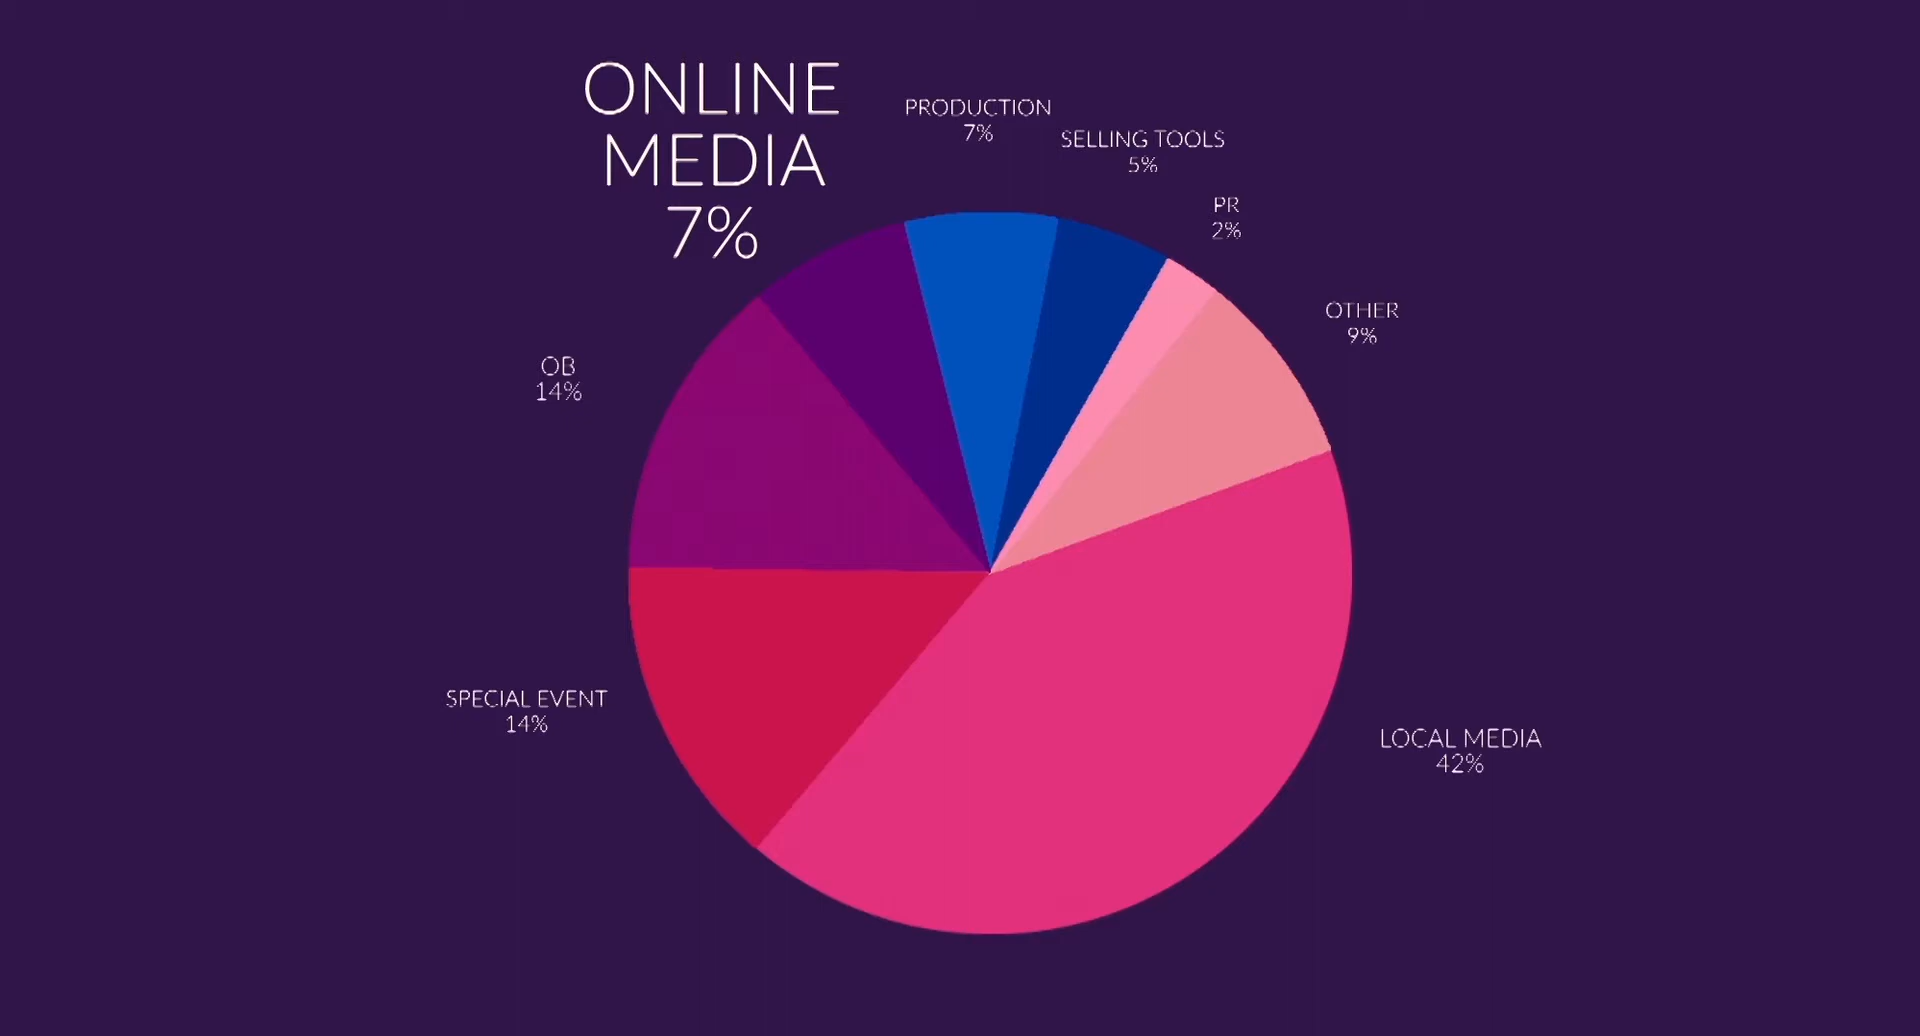 ONLINE
MEDIA
7%
PRODUCTION
7%
SELLING TOOLS
5%
PR
2%
OTHER
9%
OB
14%
SPECIAL EVENT
14%
LOCAL MEDIA
42%